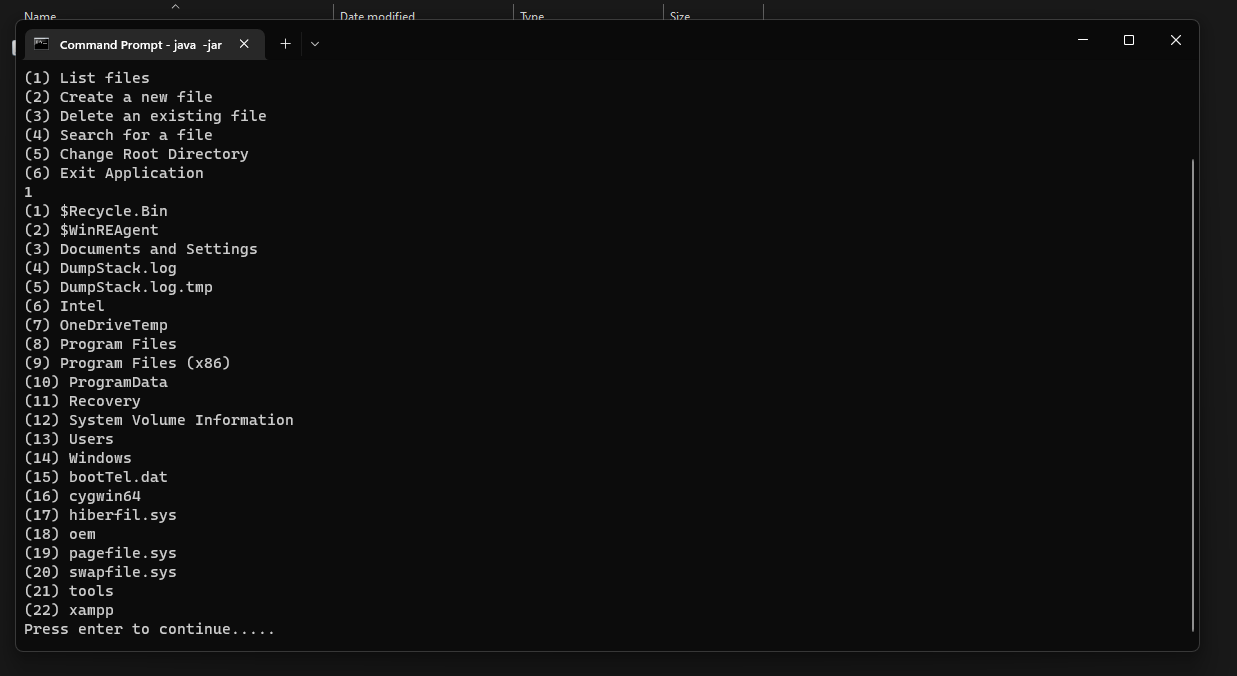 Name Date modified Type Size
Command Prompt - java -jar
(1) List files
(2) Create a new file
(3) Delete an existing file
(4) Search for a file
(5) Change Root Directory
(6) Exit Application
1
(1) $Recycle.Bin
(2) $WinREAgent
(3) Documents and Settings
(4) DumpStack.log
(5) DumpStack.log.tmp
(6) Intel
(7) OneDriveTemp
(8) Program Files
(9) Program Files (x86)
(10) ProgramData
(11) Recovery
(12) System Volume Information
(13) Users
(14) Windows
(15) bootTel.dat
(16) cygwin64
(17) hiberfil.sys
(18) oem
(19) pagefile.sys
(20) swapfile.sys
(21) tools
(22) xampp
Press enter to continue.....